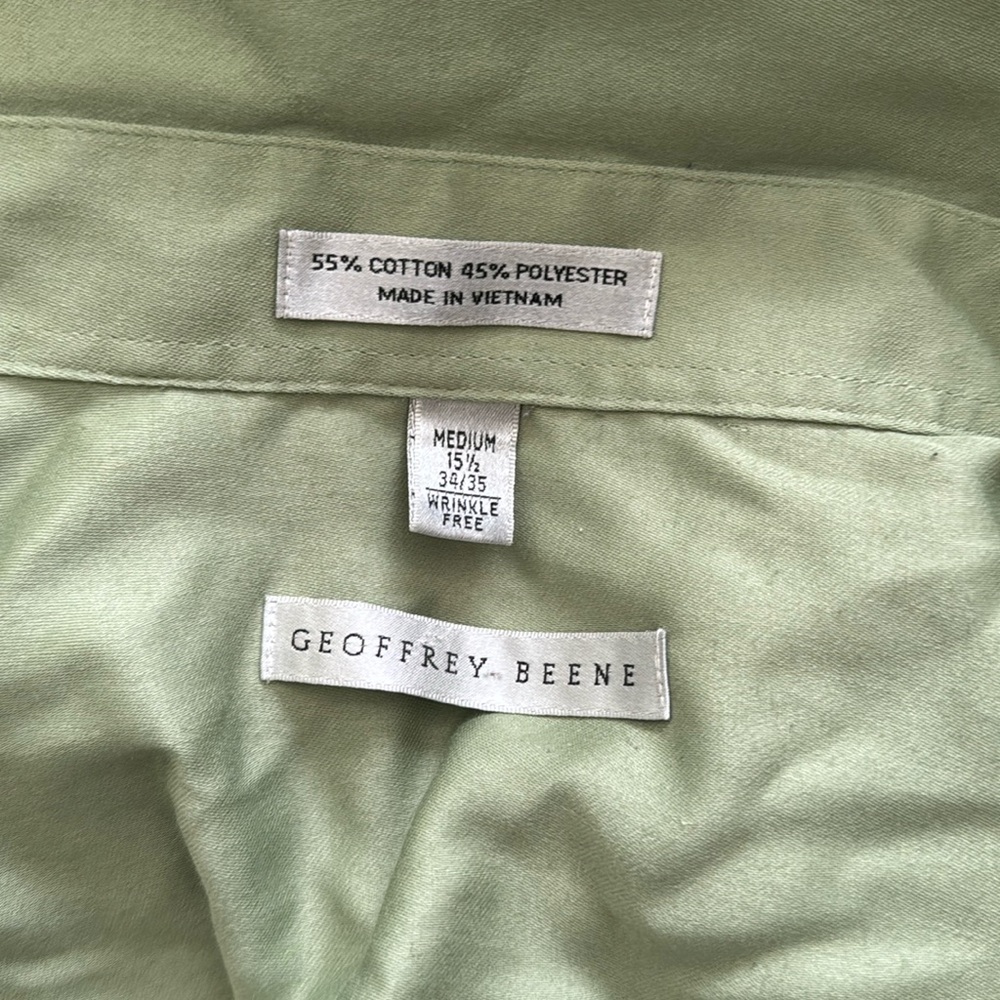 55% COTTON 45% POLYESTER
MADE IN VIETNAM
MEDIUM
15½
34/35
WRINKLE
FREE
GEOFFREY BEENE